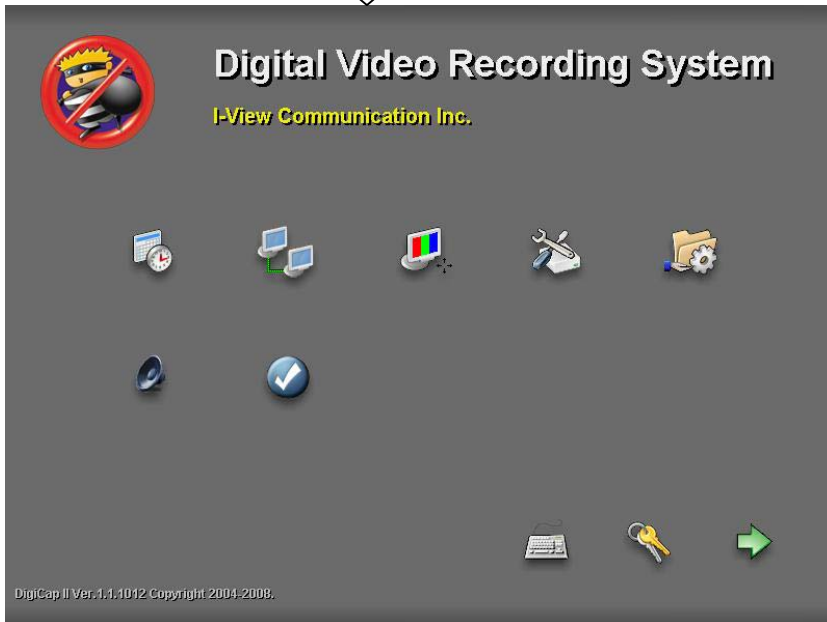 Digital Video Recording System
I-View Communication Inc.
DigiCap II Ver.1.1.1012 Copyright 2004-2008.